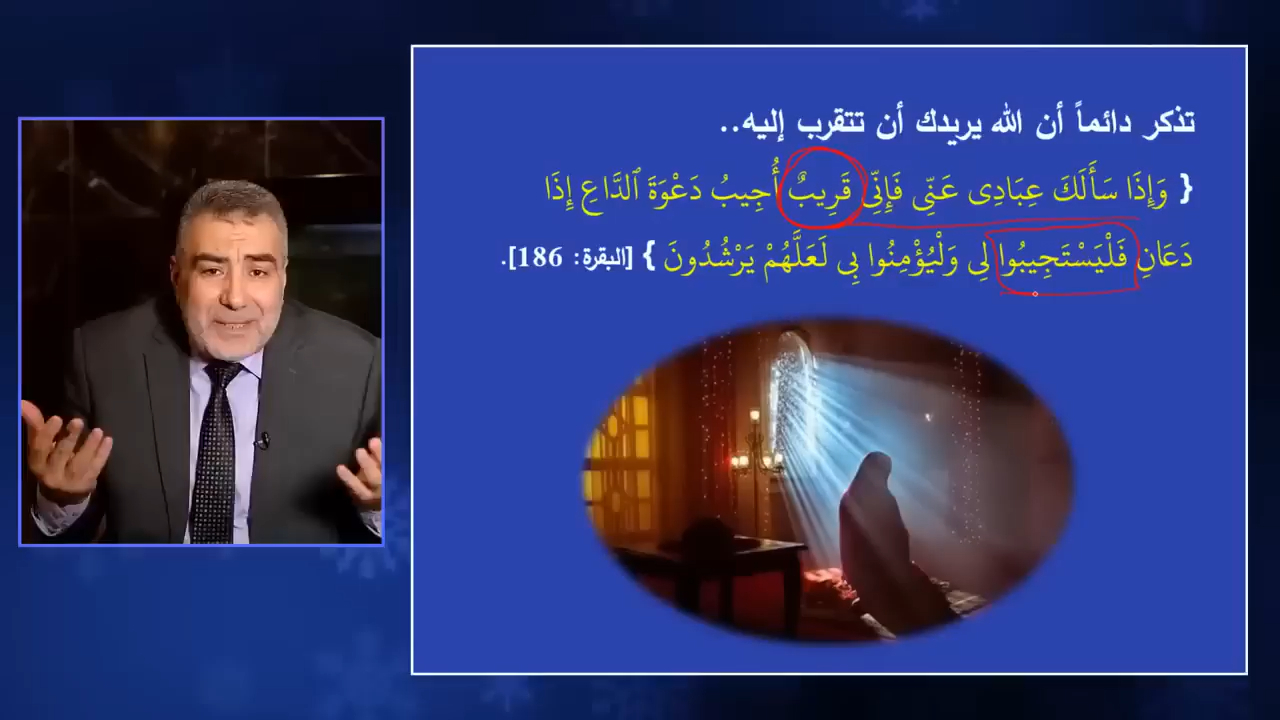 تذكر دائماً أن الله يريدك أن تتقرب إليه..
{ وَإِذَا سَأَلَكَ عِبَادِى عَنِّى فَإِنِّى قَرِيبٌ أُجِيبُ دَعْوَةَ ٱلدَّاعِ إِذَا
دَعَانِ فَلْيَسْتَجِيبُوا لِى وَلْيُؤْمِنُوا بِى لَعَلَّهُمْ يَرْشُدُونَ } [البقرة: 186].